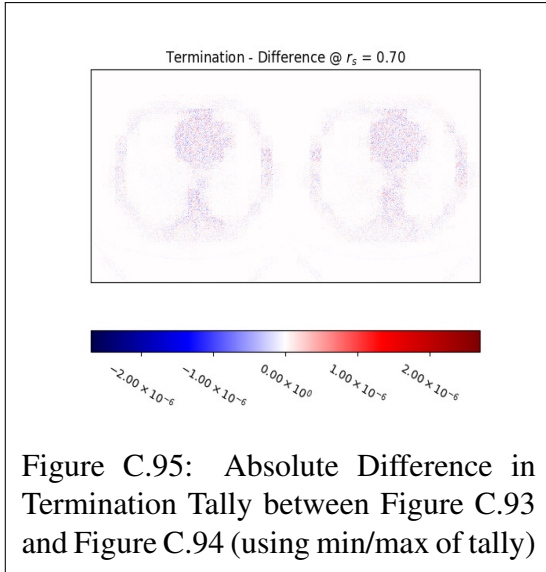 Termination - Difference @ r_s = 0.70
−2.00 × 10⁻⁶
−1.00 × 10⁻⁶
0.00 × 10⁰
1.00 × 10⁻⁶
2.00 × 10⁻⁶
Figure C.95: Absolute Difference in
Termination Tally between Figure C.93
and Figure C.94 (using min/max of tally)